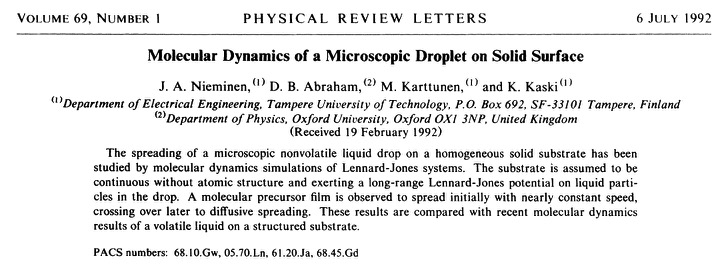 VOLUME 69, NUMBER 1 PHYSICAL REVIEW LETTERS 6 JULY 1992
Molecular Dynamics of a Microscopic Droplet on Solid Surface
J. A. Nieminen,(1) D. B. Abraham,(2) M. Karttunen,(1) and K. Kaski(1)
(1)Department of Electrical Engineering, Tampere University of Technology, P.O. Box 692, SF-33101 Tampere, Finland
(2)Department of Physics, Oxford University, Oxford OX1 3NP, United Kingdom
(Received 19 February 1992)
The spreading of a microscopic nonvolatile liquid drop on a homogeneous solid substrate has been
studied by molecular dynamics simulations of Lennard-Jones systems. The substrate is assumed to be
continuous without atomic structure and exerting a long-range Lennard-Jones potential on liquid parti-
cles in the drop. A molecular precursor film is observed to spread initially with nearly constant speed,
crossing over later to diffusive spreading. These results are compared with recent molecular dynamics
results of a volatile liquid on a structured substrate.
PACS numbers: 68.10.Gw, 05.70.Ln, 61.20.Ja, 68.45.Gd